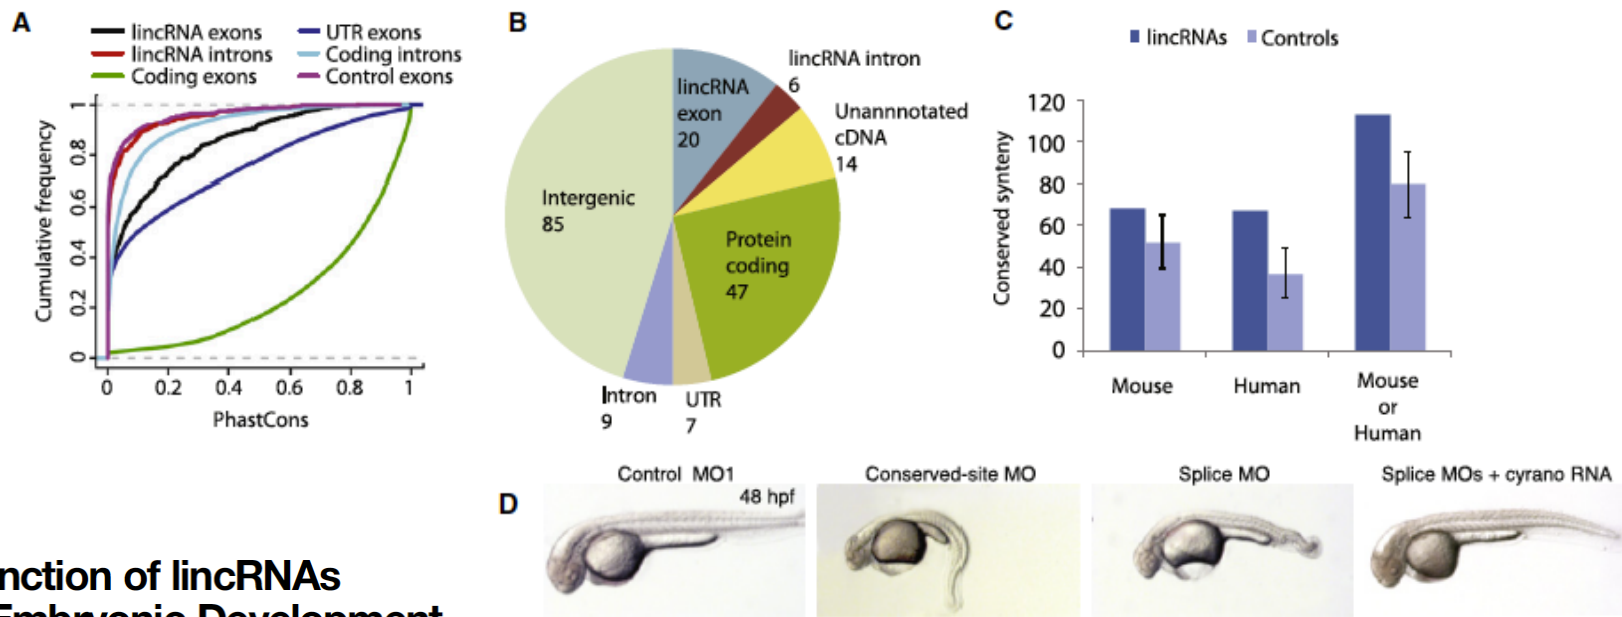 A
lincRNA exons
lincRNA introns
Coding exons
UTR exons
Coding introns
Control exons
Cumulative frequency
1
0.8
0.6
0.4
0.2
0
0 0.2 0.4 0.6 0.8 1
PhastCons
B
lincRNA
exon
20
lincRNA intron
6
Unannnotated
cDNA
14
Protein
coding
47
UTR
7
Intron
9
Intergenic
85
C
lincRNAs Controls
Conserved synteny
120
100
80
60
40
20
0
Mouse
Human
Mouse
or
Human
D
Control MO1
48 hpf
Conserved-site MO
Splice MO
Splice MOs + cyrano RNA
nction of lincRNAs
Embryonic Development